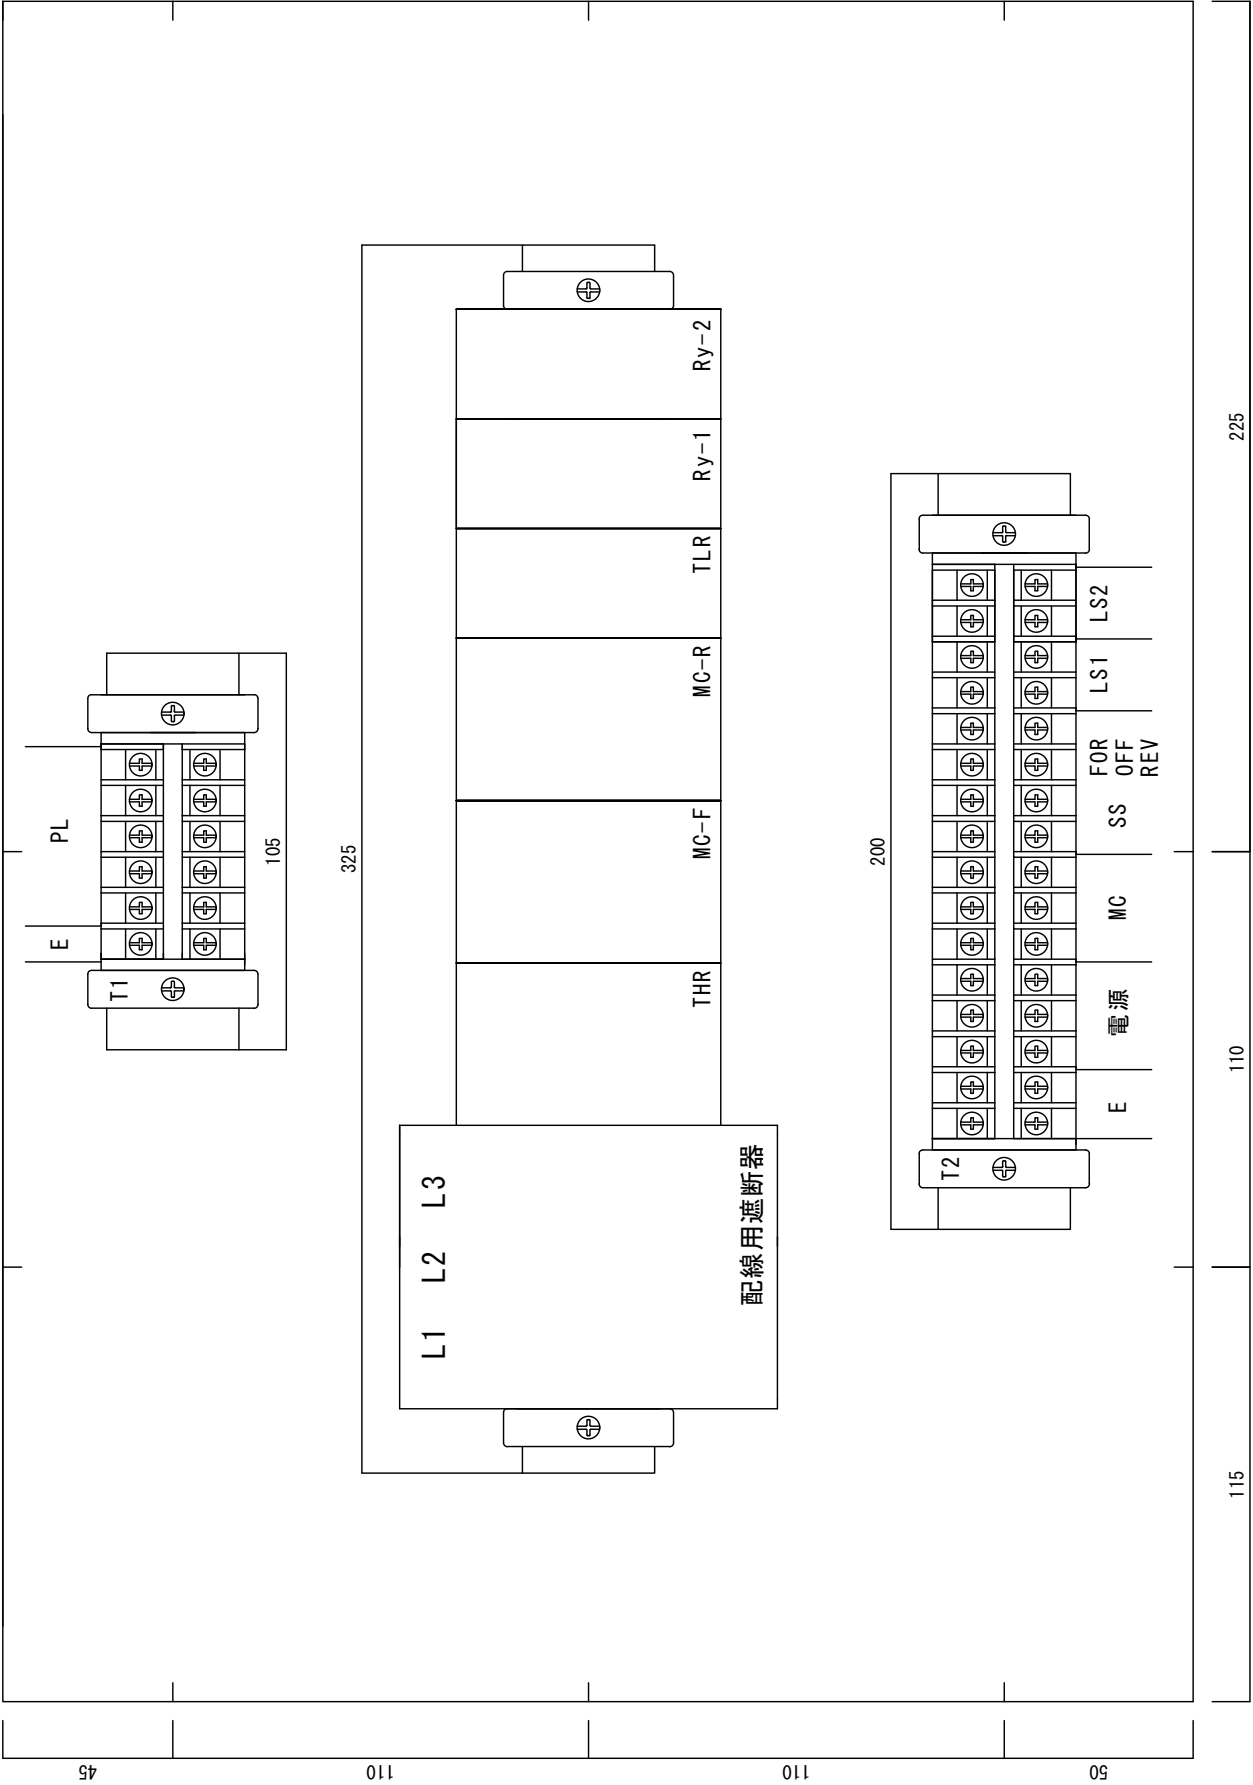 E
PL
T1
105
325
L1 L2 L3
配線用遮断器
THR
MC-F
MC-R
TLR
Ry-1
Ry-2
200
T2
E
電源
MC
SS
FOR
OFF
REV
LS1
LS2
45
110
110
50
115
110
225